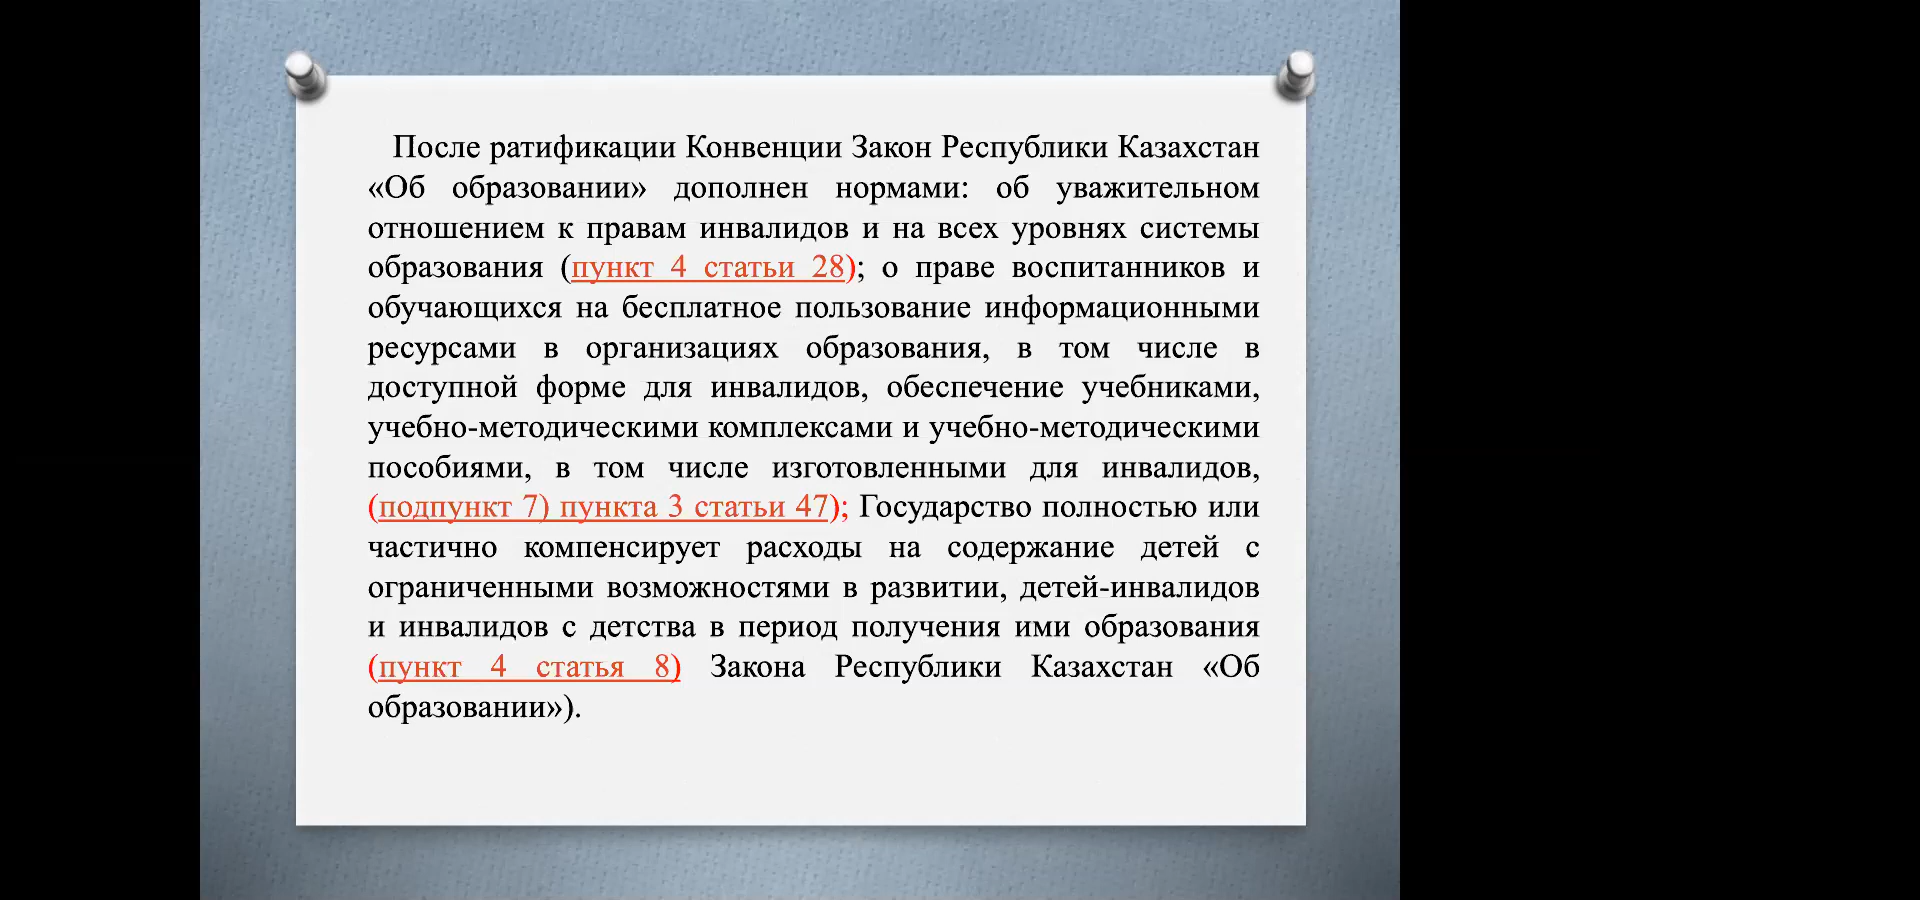 После ратификации Конвенции Закон Республики Казахстан
«Об образовании» дополнен нормами: об уважительном
отношением к правам инвалидов и на всех уровнях системы
образования (пункт 4 статьи 28); о праве воспитанников и
обучающихся на бесплатное пользование информационными
ресурсами в организациях образования, в том числе в
доступной форме для инвалидов, обеспечение учебниками,
учебно-методическими комплексами и учебно-методическими
пособиями, в том числе изготовленными для инвалидов,
(подпункт 7) пункта 3 статьи 47); Государство полностью или
частично компенсирует расходы на содержание детей с
ограниченными возможностями в развитии, детей-инвалидов
и инвалидов с детства в период получения ими образования
(пункт 4 статья 8) Закона Республики Казахстан «Об
образовании»).